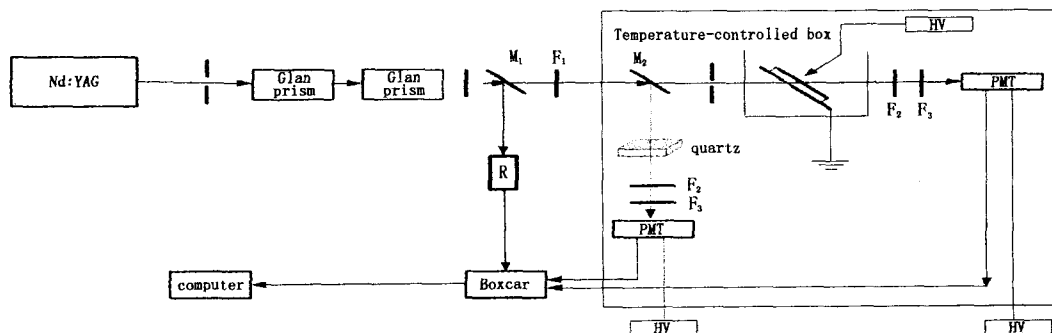 HV
Temperature-controlled box
M₁
F₁
M₂
Nd:YAG
Glan
prism
Glan
prism
PMT
F₂
F₃
quartz
R
F₂
F₃
PMT
computer
Boxcar
HV
HV